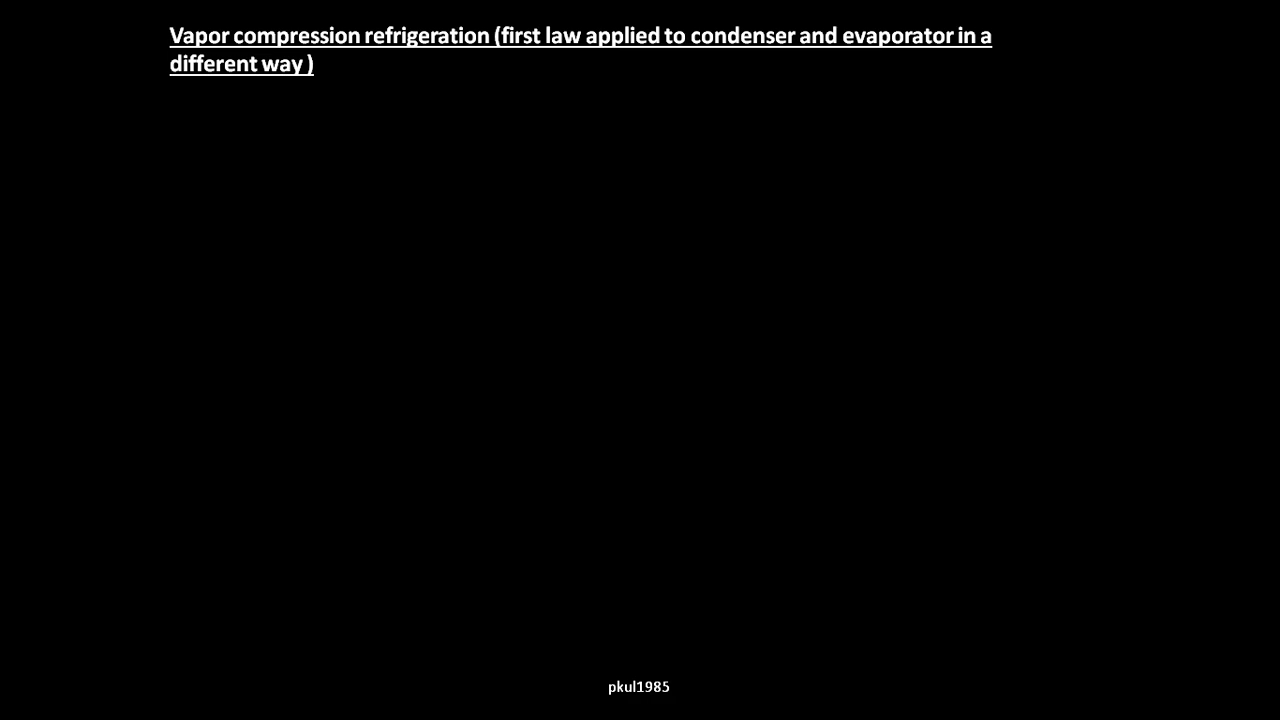 Vapor compression refrigeration (first law applied to condenser and evaporator in a
different way )
pkul1985